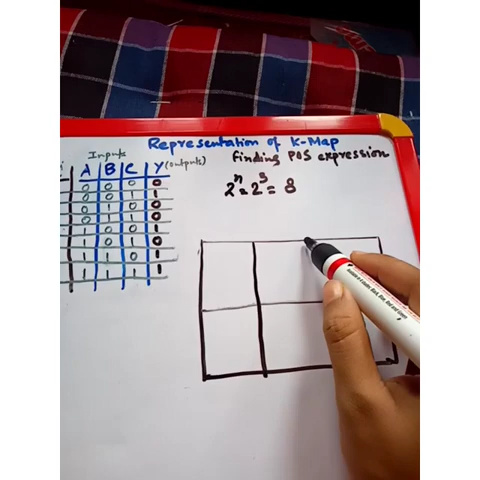 Representation of K-Map
Inputs
finding POS expression
A B C Y (outputs)
2ⁿ = 2³ = 8
0 0 0 0
0 0 1 1
0 1 0 0
0 1 1 0
1 0 0 1
1 0 1 0
1 1 0 1
1 1 1 1